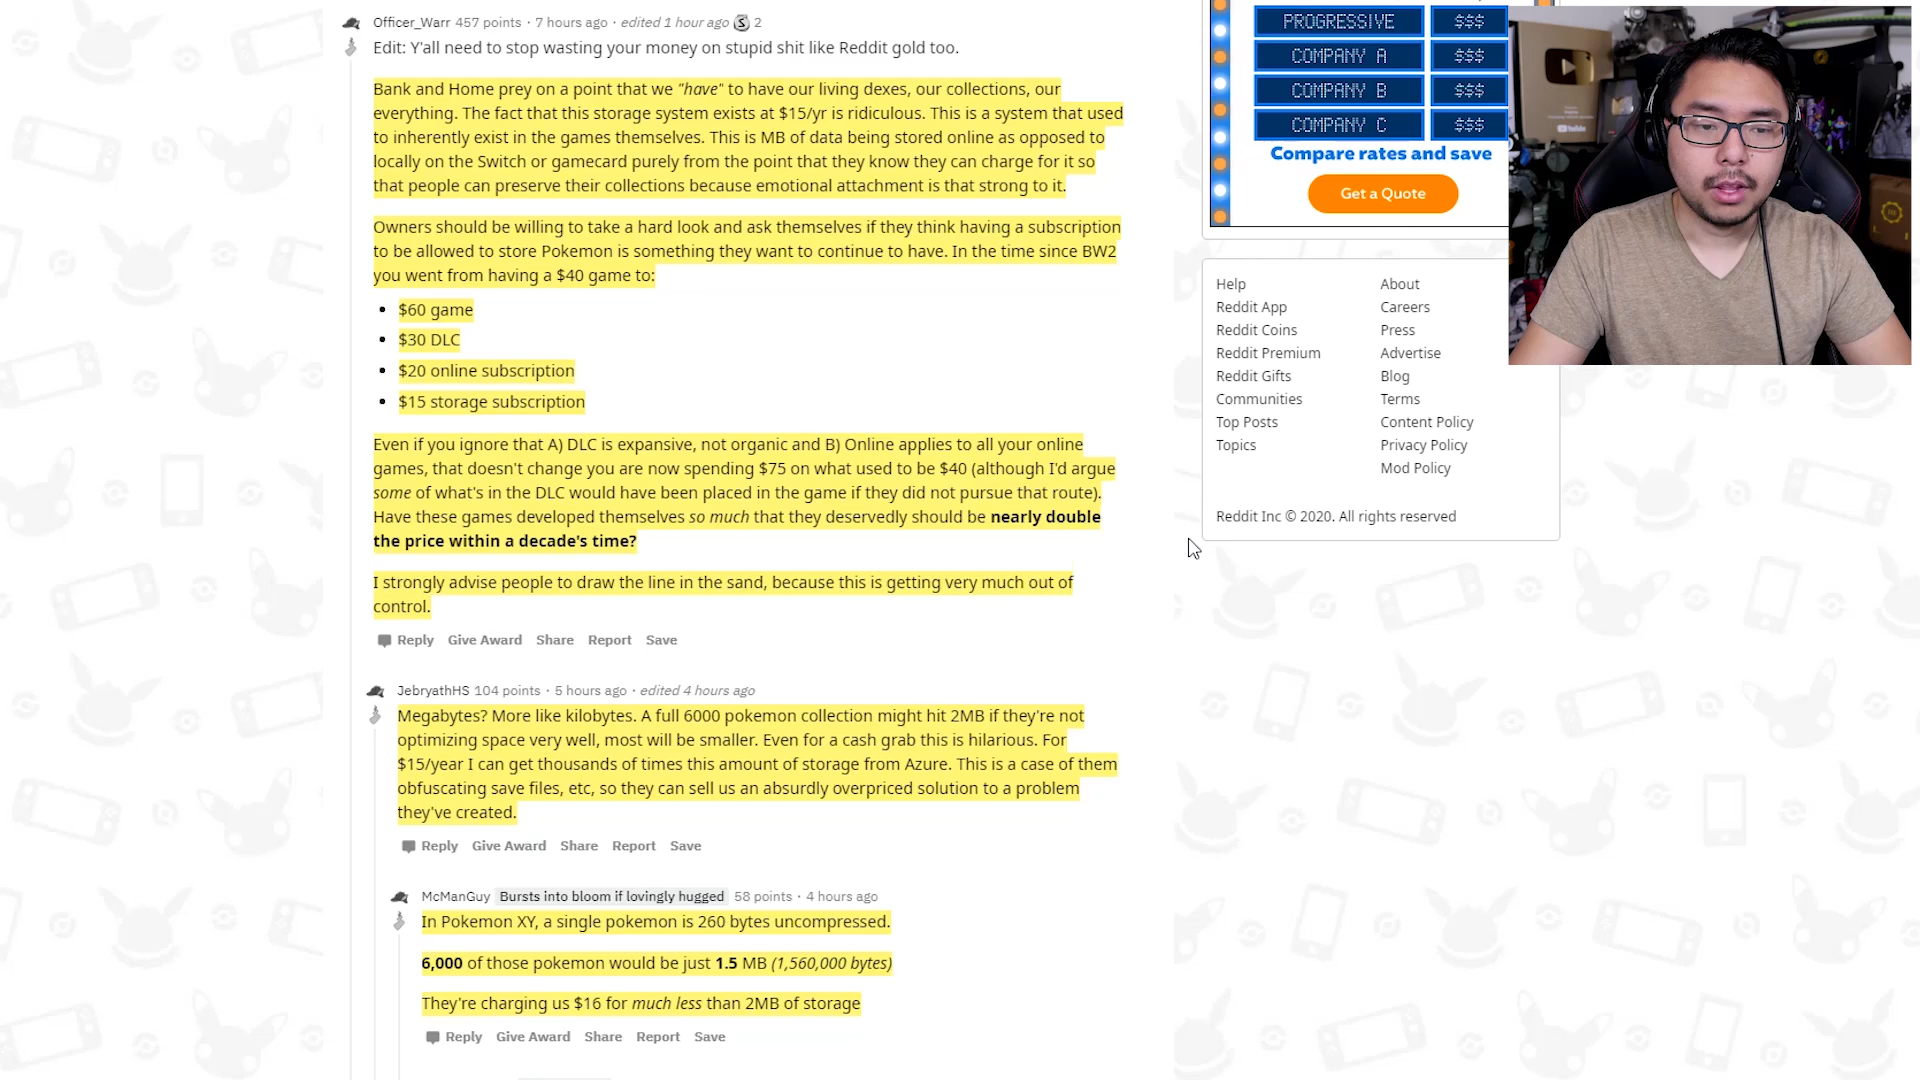 Officer_Warr 457 points · 7 hours ago · edited 1 hour ago S 2
Edit: Y'all need to stop wasting your money on stupid shit like Reddit gold too.
Bank and Home prey on a point that we "have" to have our living dexes, our collections, our
everything. The fact that this storage system exists at $15/yr is ridiculous. This is a system that used
to inherently exist in the games themselves. This is MB of data being stored online as opposed to
locally on the Switch or gamecard purely from the point that they know they can charge for it so
that people can preserve their collections because emotional attachment is that strong to it.
Owners should be willing to take a hard look and ask themselves if they think having a subscription
to be allowed to store Pokemon is something they want to continue to have. In the time since BW2
you went from having a $40 game to:
• $60 game
• $30 DLC
• $20 online subscription
• $15 storage subscription
Even if you ignore that A) DLC is expansive, not organic and B) Online applies to all your online
games, that doesn't change you are now spending $75 on what used to be $40 (although I'd argue
some of what's in the DLC would have been placed in the game if they did not pursue that route).
Have these games developed themselves so much that they deservedly should be nearly double
the price within a decade's time?
I strongly advise people to draw the line in the sand, because this is getting very much out of
control.
Reply Give Award Share Report Save
JebryathHS 104 points · 5 hours ago · edited 4 hours ago
Megabytes? More like kilobytes. A full 6000 pokemon collection might hit 2MB if they're not
optimizing space very well, most will be smaller. Even for a cash grab this is hilarious. For
$15/year I can get thousands of times this amount of storage from Azure. This is a case of them
obfuscating save files, etc, so they can sell us an absurdly overpriced solution to a problem
they've created.
Reply Give Award Share Report Save
McManGuy Bursts into bloom if lovingly hugged 58 points · 4 hours ago
In Pokemon XY, a single pokemon is 260 bytes uncompressed.
6,000 of those pokemon would be just 1.5 MB (1,560,000 bytes)
They're charging us $16 for much less than 2MB of storage
Reply Give Award Share Report Save
PROGRESSIVE $$$
COMPANY A $$$
COMPANY B $$$
COMPANY C $$$
Compare rates and save
Get a Quote
Help About
Reddit App Careers
Reddit Coins Press
Reddit Premium Advertise
Reddit Gifts Blog
Communities Terms
Top Posts Content Policy
Topics Privacy Policy
Mod Policy
Reddit Inc © 2020. All rights reserved